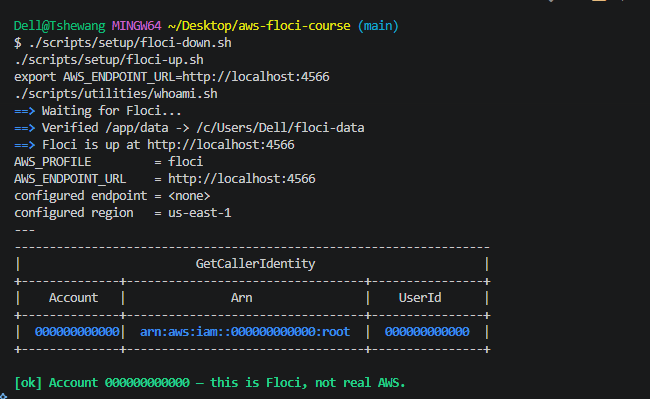 Dell@Tshewang MINGW64 ~/Desktop/aws-floci-course (main)
$ ./scripts/setup/floci-down.sh
./scripts/setup/floci-up.sh
export AWS_ENDPOINT_URL=http://localhost:4566
./scripts/utilities/whoami.sh
==> Waiting for Floci...
==> Verified /app/data -> /c/Users/Dell/floci-data
==> Floci is up at http://localhost:4566
AWS_PROFILE         = floci
AWS_ENDPOINT_URL    = http://localhost:4566
configured endpoint = <none>
configured region   = us-east-1
---
--------------------------------------------------------------------
|                         GetCallerIdentity                        |
+--------------+----------------------------------+----------------+
|    Account   |               Arn                |    UserId      |
+--------------+----------------------------------+----------------+
|  000000000000|  arn:aws:iam::000000000000:root  |  000000000000  |
+--------------+----------------------------------+----------------+
[ok] Account 000000000000 — this is Floci, not real AWS.